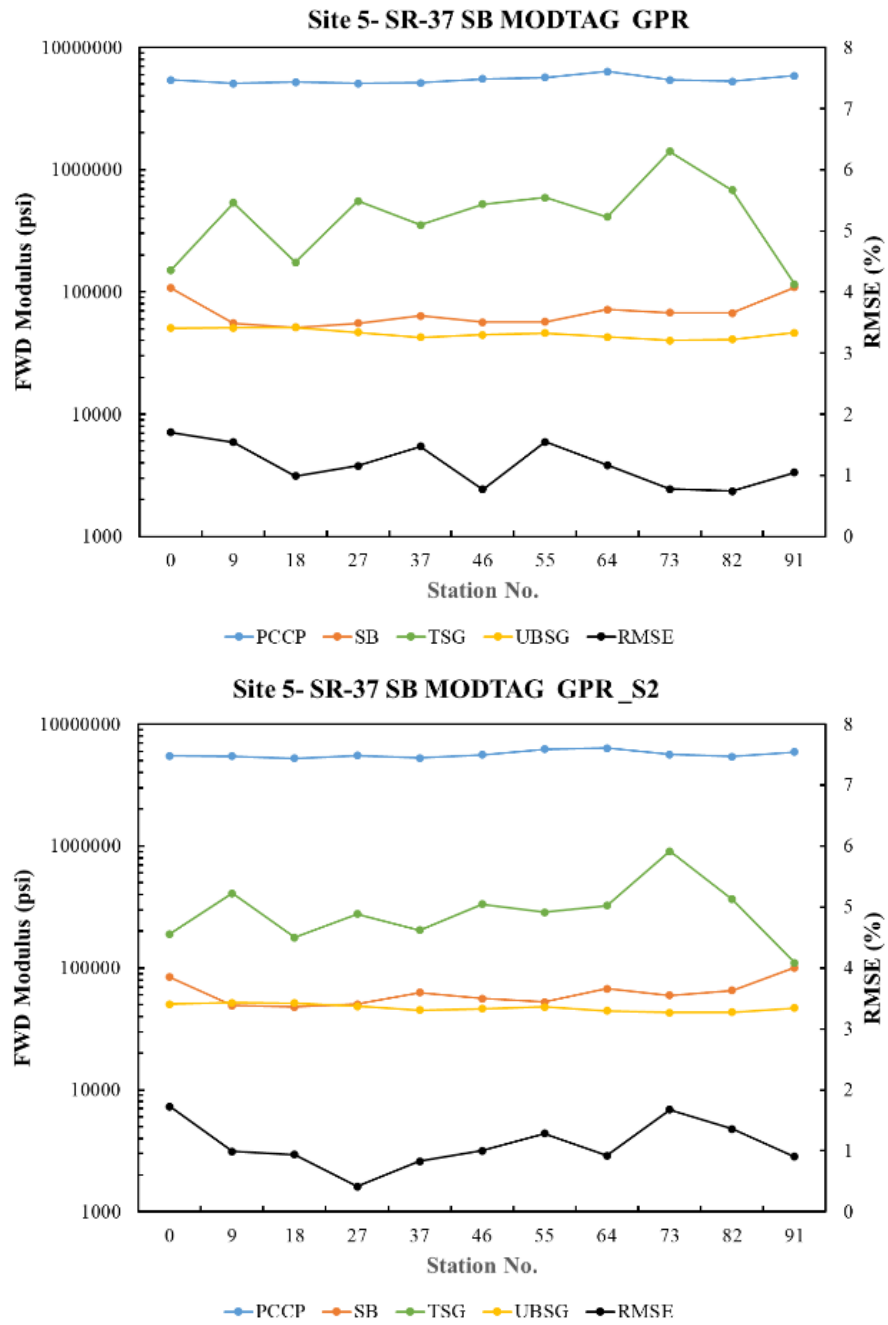 Site 5- SR-37 SB MODTAG GPR
10000000
1000000
100000
10000
1000
8
7
6
5
4
3
2
1
0
FWD Modulus (psi)
RMSE (%)
0 9 18 27 37 46 55 64 73 82 91
Station No.
PCCP SB TSG UBSG RMSE
Site 5- SR-37 SB MODTAG GPR _S2
10000000
1000000
100000
10000
1000
8
7
6
5
4
3
2
1
0
FWD Modulus (psi)
RMSE (%)
0 9 18 27 37 46 55 64 73 82 91
Station No.
PCCP SB TSG UBSG RMSE